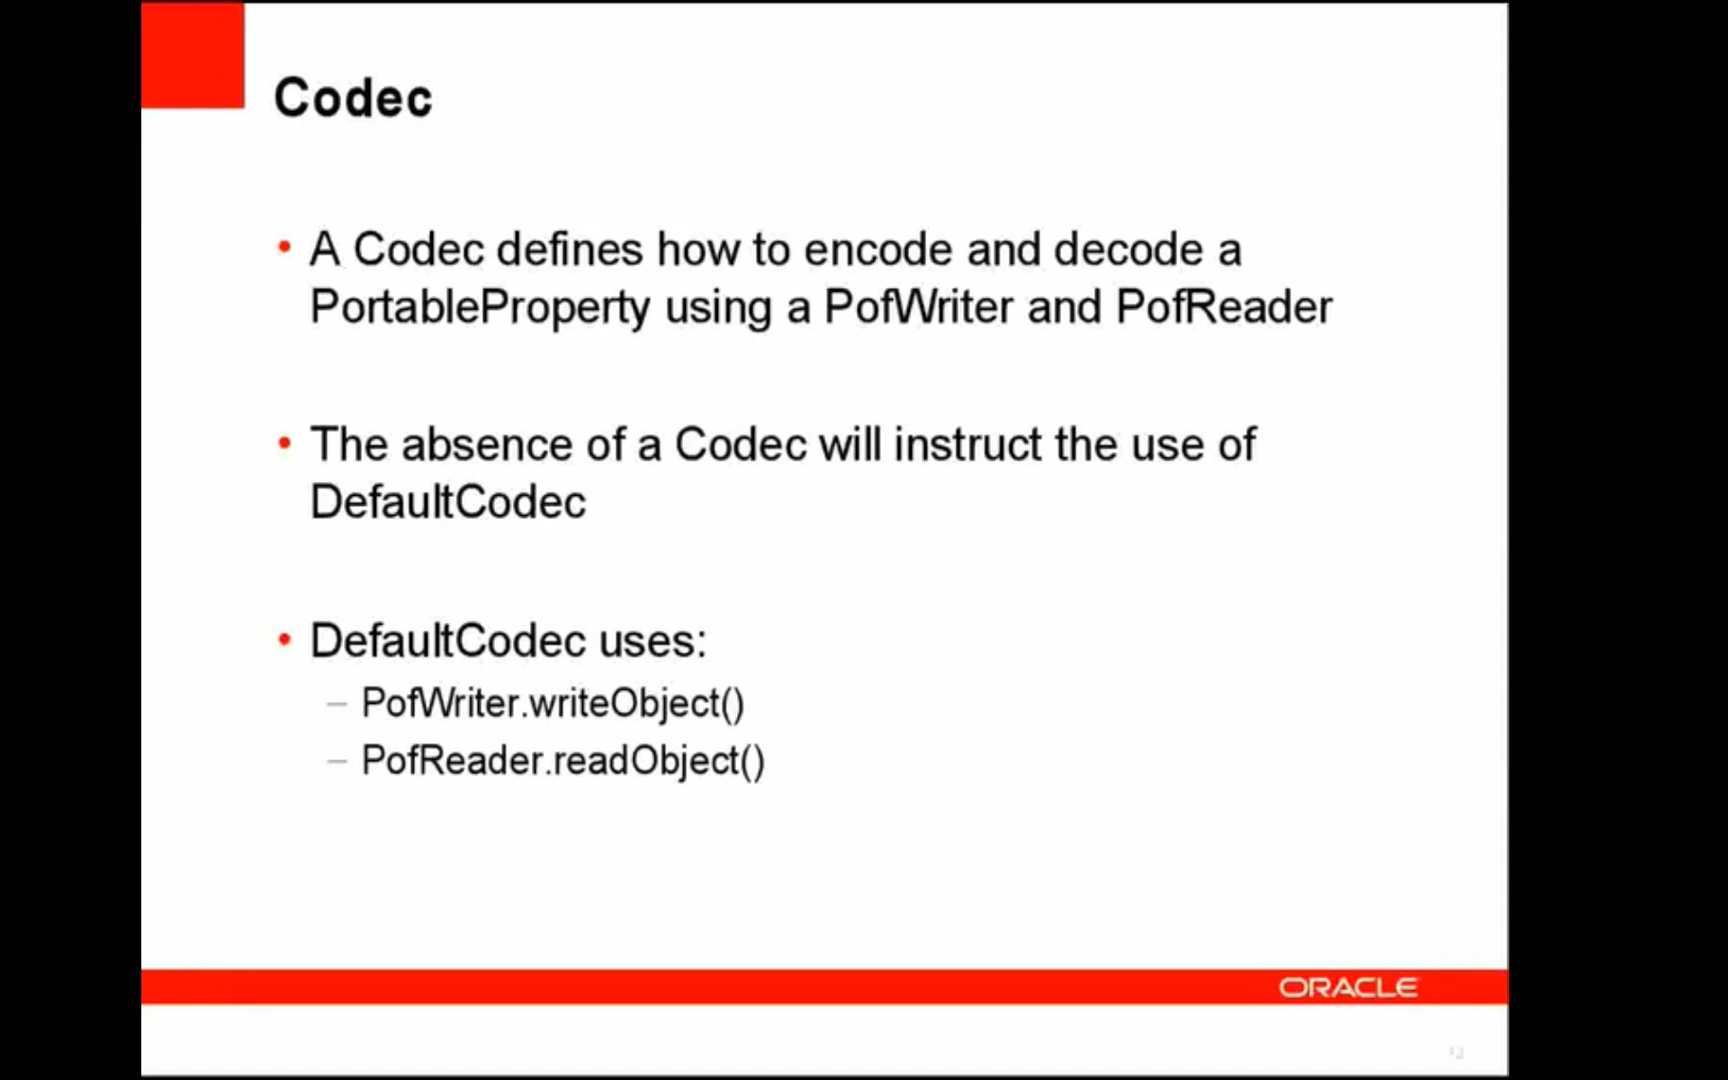 Codec
• A Codec defines how to encode and decode a
PortableProperty using a PofWriter and PofReader
• The absence of a Codec will instruct the use of
DefaultCodec
• DefaultCodec uses:
– PofWriter.writeObject()
– PofReader.readObject()
ORACLE